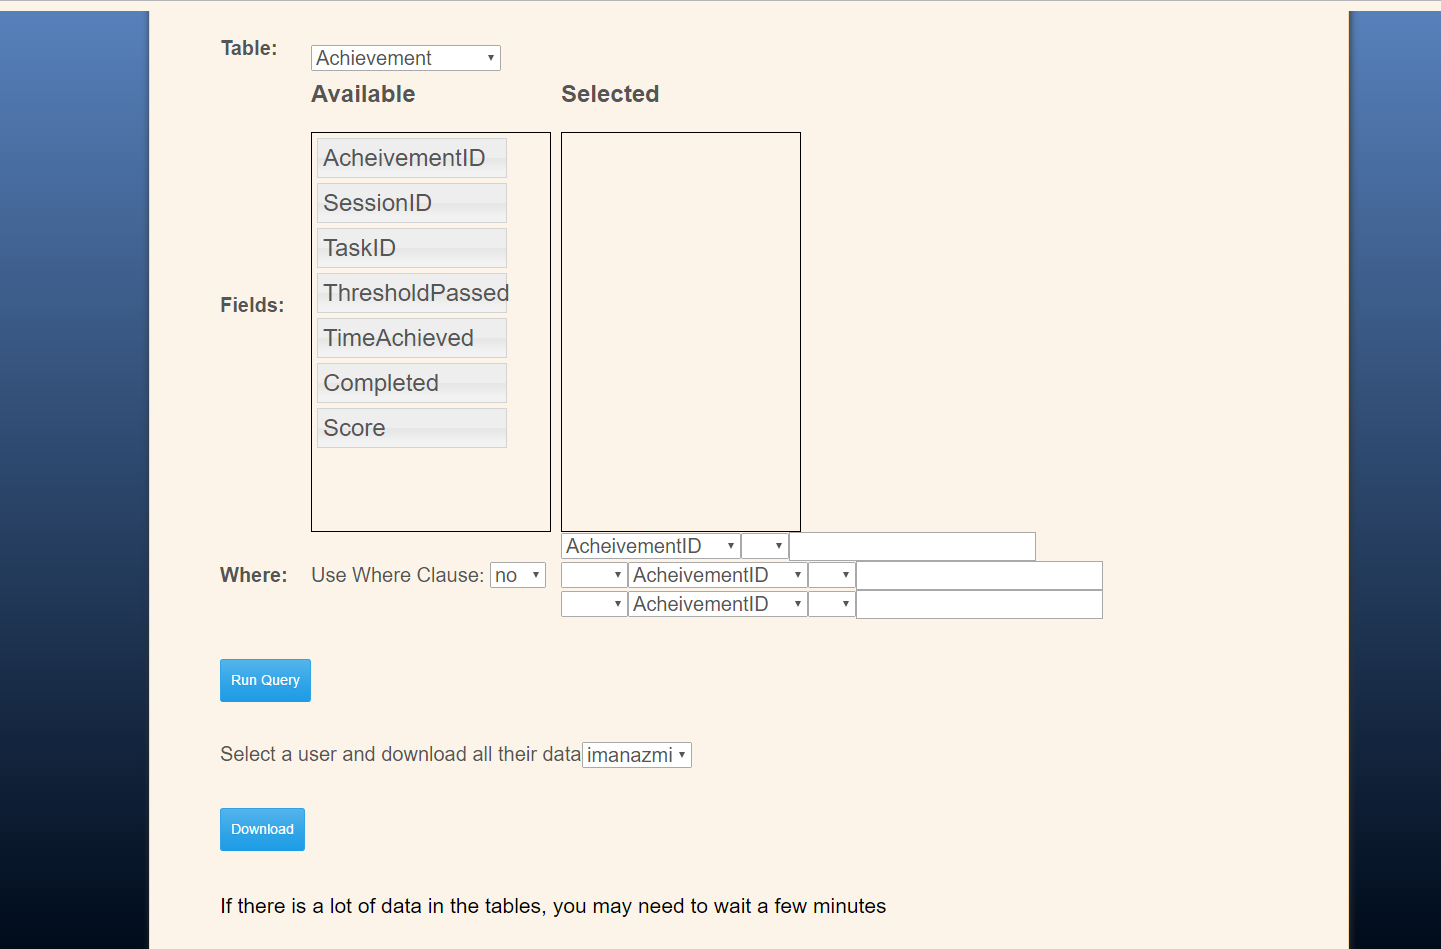 Table:
Achievement
Available Selected
AcheivementID
SessionID
TaskID
ThresholdPassed
Fields:
TimeAchieved
Completed
Score
AcheivementID
Where: Use Where Clause: no AcheivementID
AcheivementID
Run Query
Select a user and download all their data imanazmi
Download
If there is a lot of data in the tables, you may need to wait a few minutes